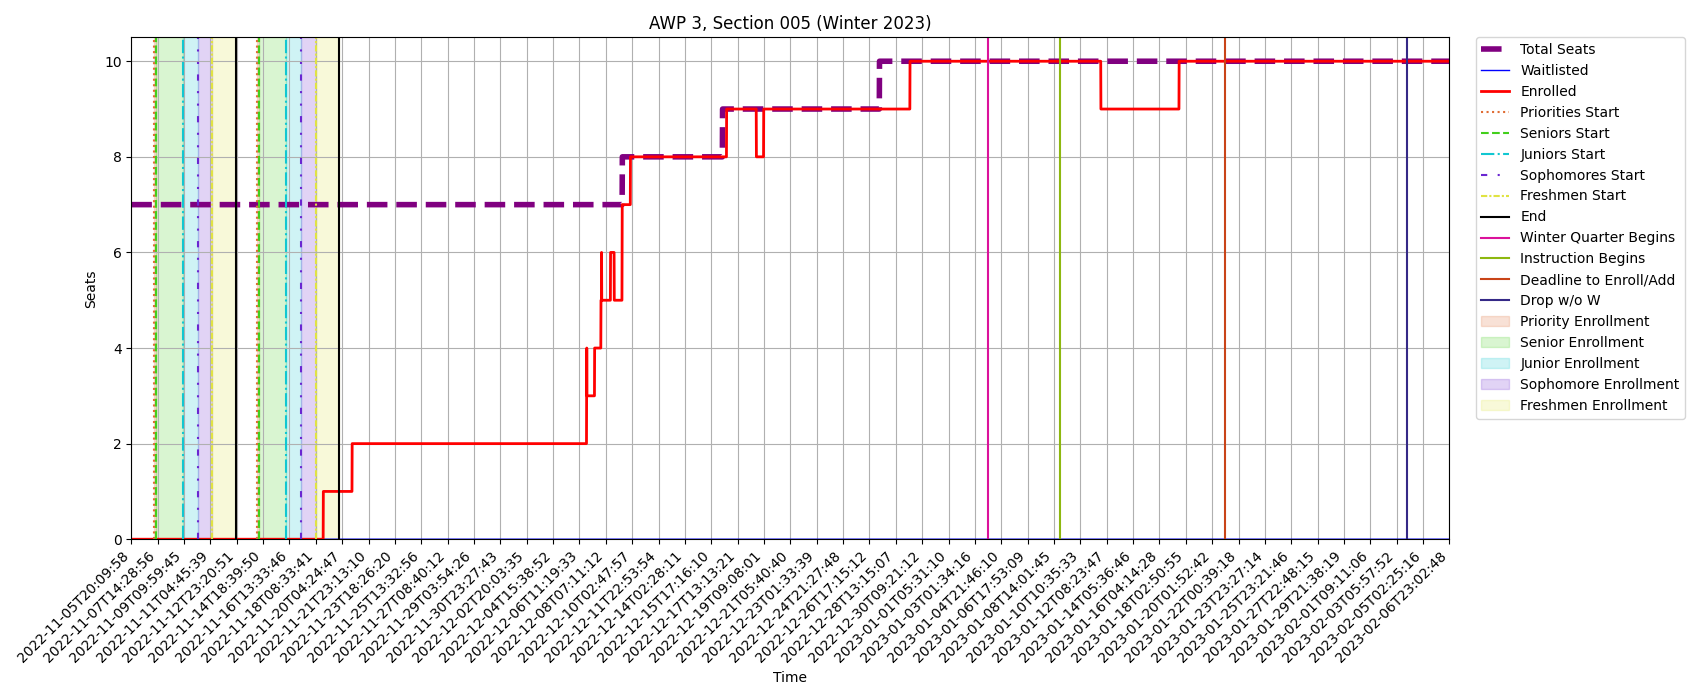 AWP 3, Section 005 (Winter 2023)
Seats
10
8
6
4
2
0
2022-11-05T20:09:58
2022-11-07T14:28:56
2022-11-09T09:59:45
2022-11-11T04:45:39
2022-11-12T23:20:51
2022-11-14T18:39:50
2022-11-16T13:33:46
2022-11-18T08:33:41
2022-11-20T04:24:47
2022-11-21T23:13:10
2022-11-23T18:26:20
2022-11-25T13:32:56
2022-11-27T08:40:12
2022-11-29T03:54:26
2022-11-30T23:27:43
2022-12-02T20:03:35
2022-12-04T15:38:52
2022-12-06T11:19:33
2022-12-08T07:11:12
2022-12-10T02:47:57
2022-12-11T22:53:54
2022-12-14T02:28:11
2022-12-15T17:16:10
2022-12-17T13:13:21
2022-12-19T09:08:01
2022-12-21T05:40:40
2022-12-23T01:33:39
2022-12-24T21:27:48
2022-12-26T17:15:12
2022-12-28T13:15:07
2022-12-30T09:21:12
2023-01-01T05:31:10
2023-01-03T01:34:16
2023-01-04T21:46:10
2023-01-06T17:53:09
2023-01-08T14:01:45
2023-01-10T10:35:33
2023-01-12T08:23:47
2023-01-14T05:36:46
2023-01-16T04:14:28
2023-01-18T02:50:55
2023-01-20T01:52:42
2023-01-22T00:39:18
2023-01-23T23:27:14
2023-01-25T23:21:46
2023-01-27T22:48:15
2023-01-29T21:38:19
2023-02-01T09:11:06
2023-02-03T05:57:52
2023-02-05T02:25:16
2023-02-06T23:02:48
Time
Total Seats
Waitlisted
Enrolled
Priorities Start
Seniors Start
Juniors Start
Sophomores Start
Freshmen Start
End
Winter Quarter Begins
Instruction Begins
Deadline to Enroll/Add
Drop w/o W
Priority Enrollment
Senior Enrollment
Junior Enrollment
Sophomore Enrollment
Freshmen Enrollment